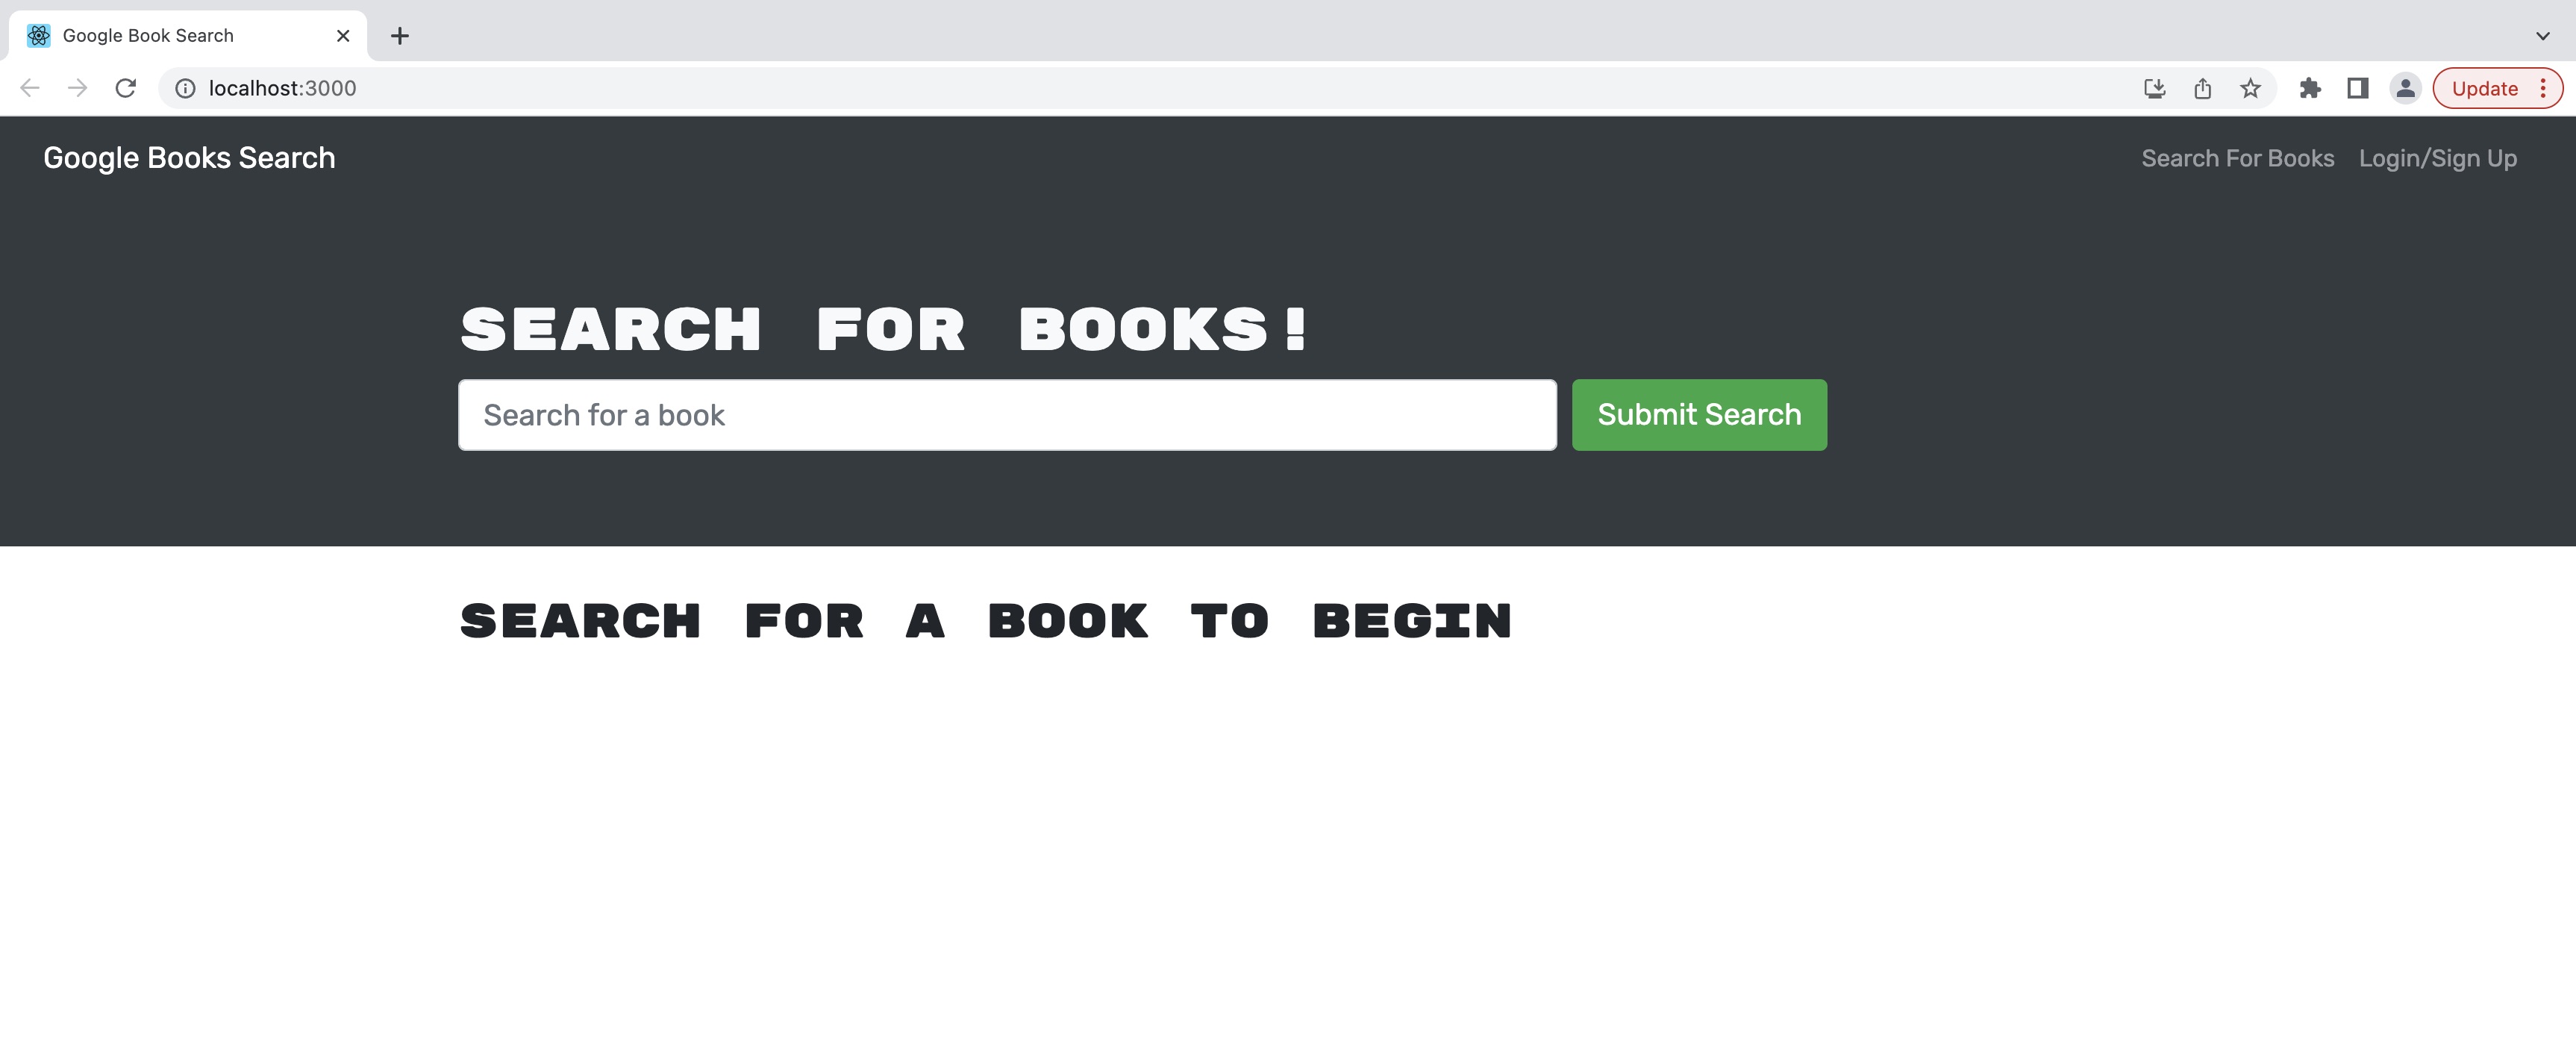 Google Book Search
localhost:3000
Update
Google Books Search
Search For Books
Login/Sign Up
SEARCH FOR BOOKS!
Search for a book
Submit Search
SEARCH FOR A BOOK TO BEGIN